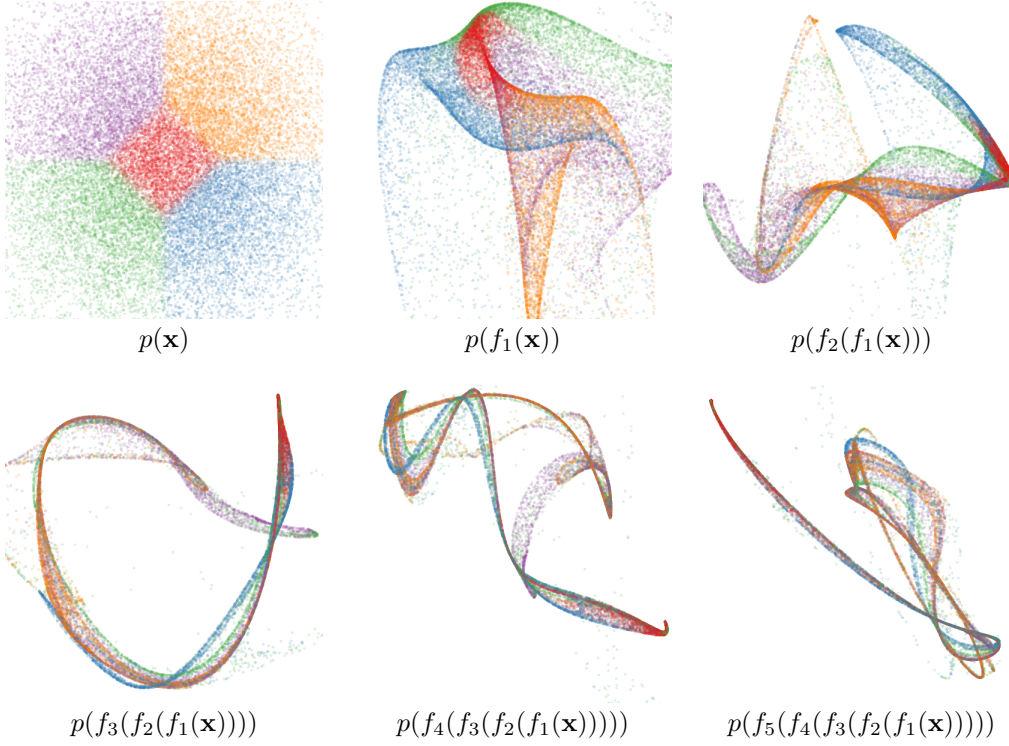 p(x)
p(f₁(x))
p(f₂(f₁(x)))
p(f₃(f₂(f₁(x))))
p(f₄(f₃(f₂(f₁(x)))))
p(f₅(f₄(f₃(f₂(f₁(x)))))